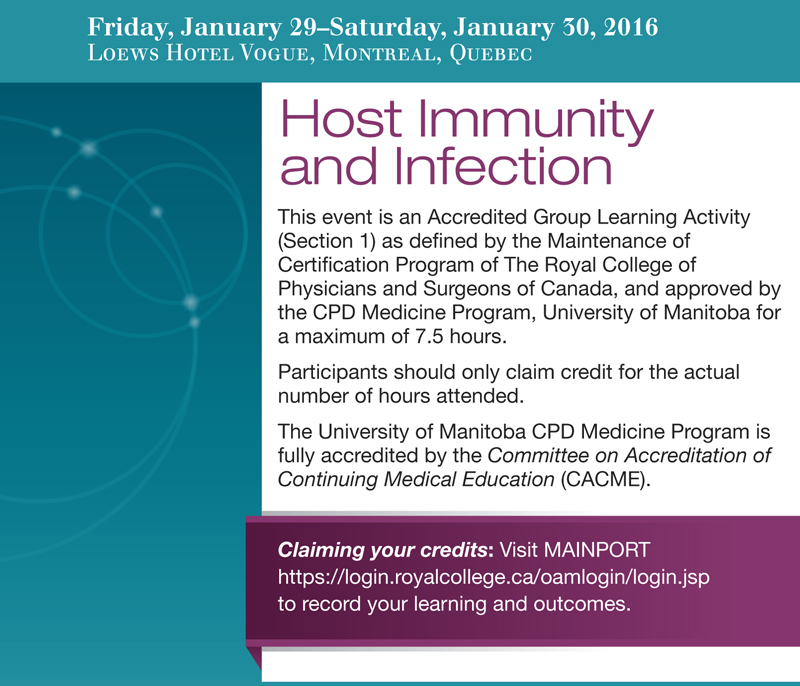 Friday, January 29–Saturday, January 30, 2016
Loews Hotel Vogue, Montreal, Quebec
Host Immunity
and Infection
This event is an Accredited Group Learning Activity
(Section 1) as defined by the Maintenance of
Certification Program of The Royal College of
Physicians and Surgeons of Canada, and approved by
the CPD Medicine Program, University of Manitoba for
a maximum of 7.5 hours.
Participants should only claim credit for the actual
number of hours attended.
The University of Manitoba CPD Medicine Program is
fully accredited by the Committee on Accreditation of
Continuing Medical Education (CACME).
Claiming your credits: Visit MAINPORT
https://login.royalcollege.ca/oamlogin/login.jsp
to record your learning and outcomes.